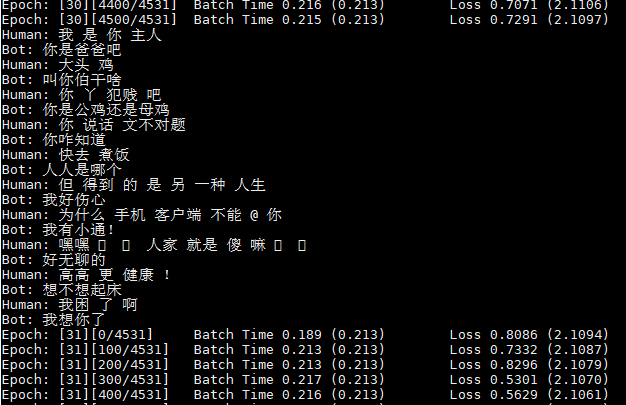 Epoch: [30][4400/4531] Batch Time 0.216 (0.213) Loss 0.7071 (2.1106)
Epoch: [30][4500/4531] Batch Time 0.215 (0.213) Loss 0.7291 (2.1097)
Human: 我 是 你 主人
Bot: 你是爸爸吧
Human: 大头 鸡
Bot: 叫你伯干啥
Human: 你 丫 犯贱 吧
Bot: 你是公鸡还是母鸡
Human: 你 说话 文不对题
Bot: 你咋知道
Human: 快去 煮饭
Bot: 人人是哪个
Human: 但 得到 的 是 另 一种 人生
Bot: 我好伤心
Human: 为什么 手机 客户端 不能 @ 你
Bot: 我有小通!
Human: 嘿嘿 人家 就是 傻 嘛
Bot: 好无聊的
Human: 高高 更 健康 !
Bot: 想不想起床
Human: 我困 了 啊
Bot: 我想你了
Epoch: [31][0/4531] Batch Time 0.189 (0.213) Loss 0.8086 (2.1094)
Epoch: [31][100/4531] Batch Time 0.213 (0.213) Loss 0.7332 (2.1087)
Epoch: [31][200/4531] Batch Time 0.213 (0.213) Loss 0.8296 (2.1079)
Epoch: [31][300/4531] Batch Time 0.217 (0.213) Loss 0.5301 (2.1070)
Epoch: [31][400/4531] Batch Time 0.216 (0.213) Loss 0.5629 (2.1061)